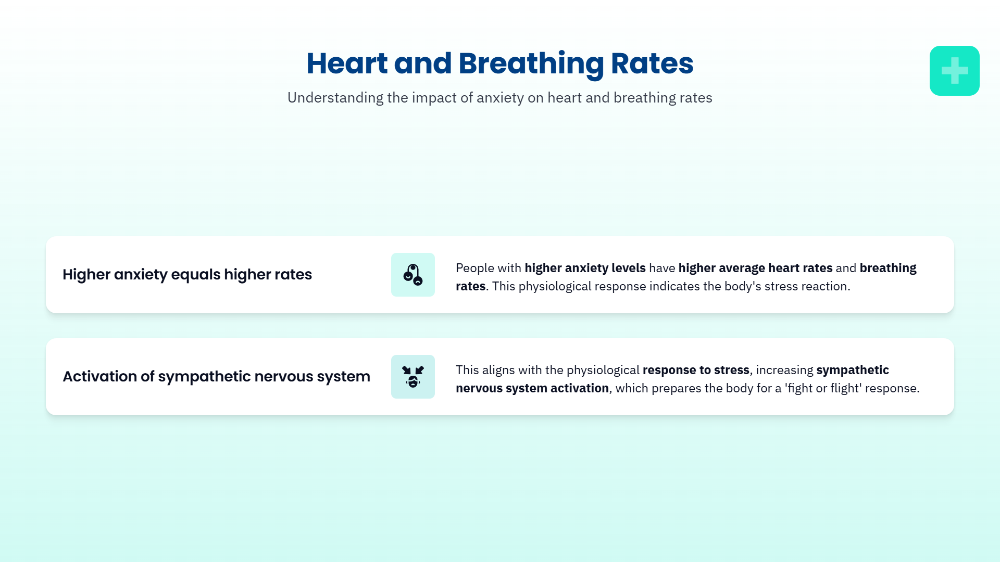 Heart and Breathing Rates
Understanding the impact of anxiety on heart and breathing rates
Higher anxiety equals higher rates
People with higher anxiety levels have higher average heart rates and breathing
rates. This physiological response indicates the body's stress reaction.
Activation of sympathetic nervous system
This aligns with the physiological response to stress, increasing sympathetic
nervous system activation, which prepares the body for a 'fight or flight' response.